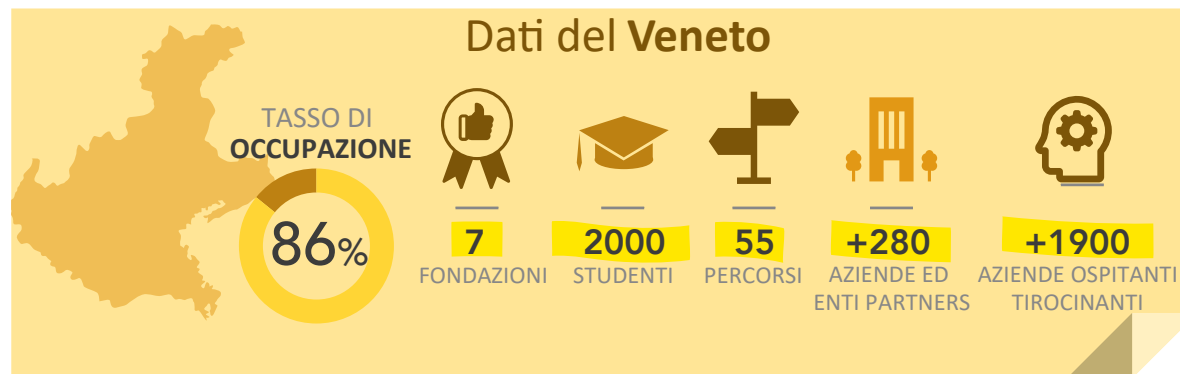 Dati del Veneto
TASSO DI
OCCUPAZIONE
86%
7
FONDAZIONI
2000
STUDENTI
55
PERCORSI
+280
AZIENDE ED
ENTI PARTNERS
+1900
AZIENDE OSPITANTI
TIROCINANTI